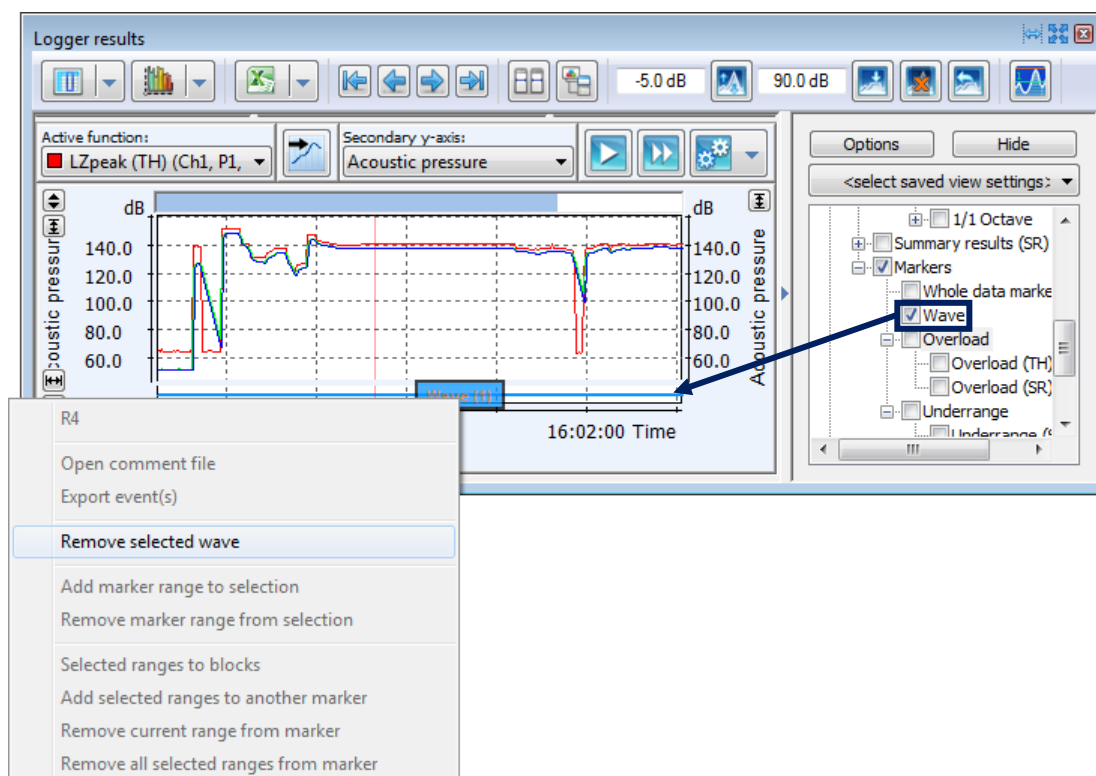 Logger results
-5.0 dB
90.0 dB
Active function:
LZpeak (TH) (Ch1, P1,
Secondary y-axis:
Acoustic pressure
Options
Hide
<select saved view settings>
1/1 Octave
Summary results (SR)
Markers
Whole data marke
Wave
Overload
Overload (TH)
Overload (SR)
Underrange
Underrange (S
dB
140.0
120.0
100.0
80.0
60.0
coustic pressur
dB
140.0
120.0
100.0
80.0
60.0
Acoustic pressure
Wave (1)
16:02:00 Time
R4
Open comment file
Export event(s)
Remove selected wave
Add marker range to selection
Remove marker range from selection
Selected ranges to blocks
Add selected ranges to another marker
Remove current range from marker
Remove all selected ranges from marker